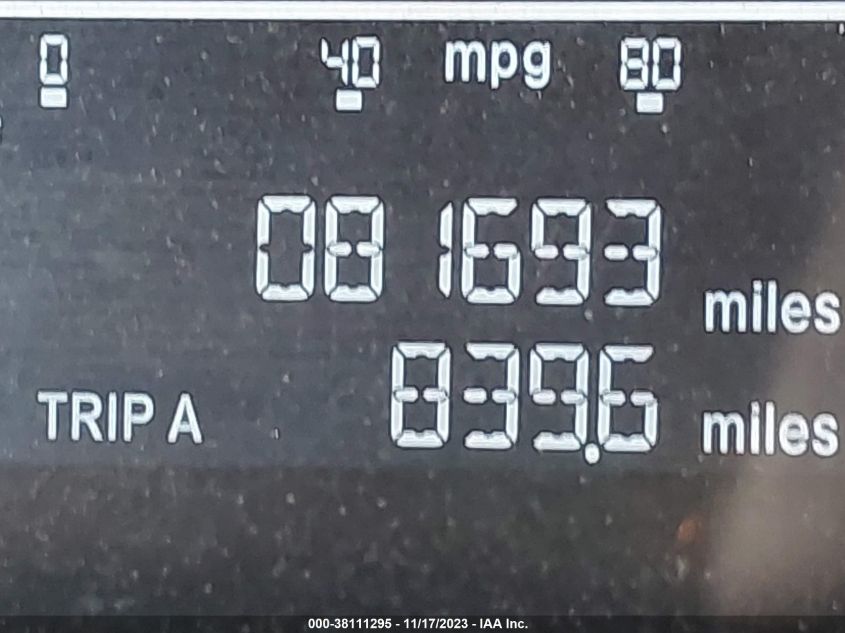 0 40 mpg 80
081693 miles
TRIP A 839.6 miles
000-38111295 - 11/17/2023 - IAA Inc.